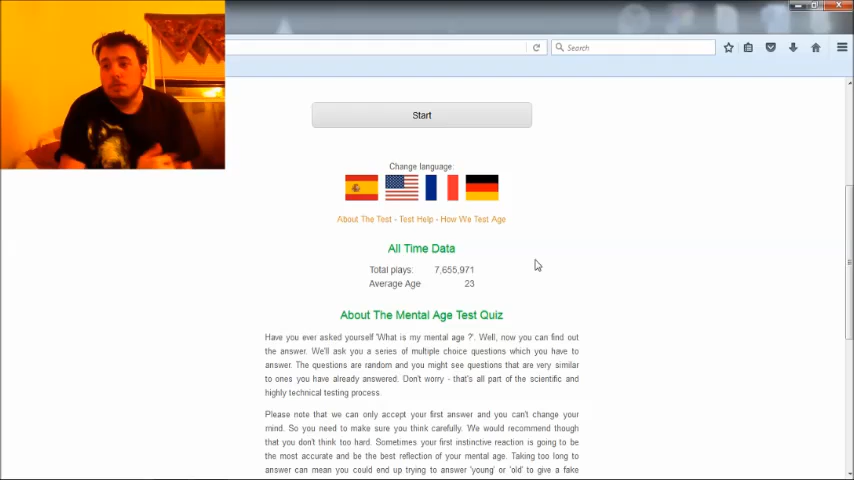 Search
Start
Change language:
About The Test - Test Help - How We Test Age
All Time Data
Total plays: 7,655,971
Average Age 23
About The Mental Age Test Quiz
Have you ever asked yourself 'What is my mental age ?'. Well, now you can find out
the answer. We'll ask you a series of multiple choice questions which you have to
answer. The questions are random and you might see questions that are very similar
to ones you have already answered. Don't worry - that's all part of the scientific and
highly technical testing process.
Please note that we can only accept your first answer and you can't change your
mind. So you need to make sure you think carefully. We would recommend though
that you don't think too hard. Sometimes your first instinctive reaction is going to be
the most accurate and be the best reflection of your mental age. Taking too long to
answer can mean you could end up trying to answer 'young' or 'old' to give a fake